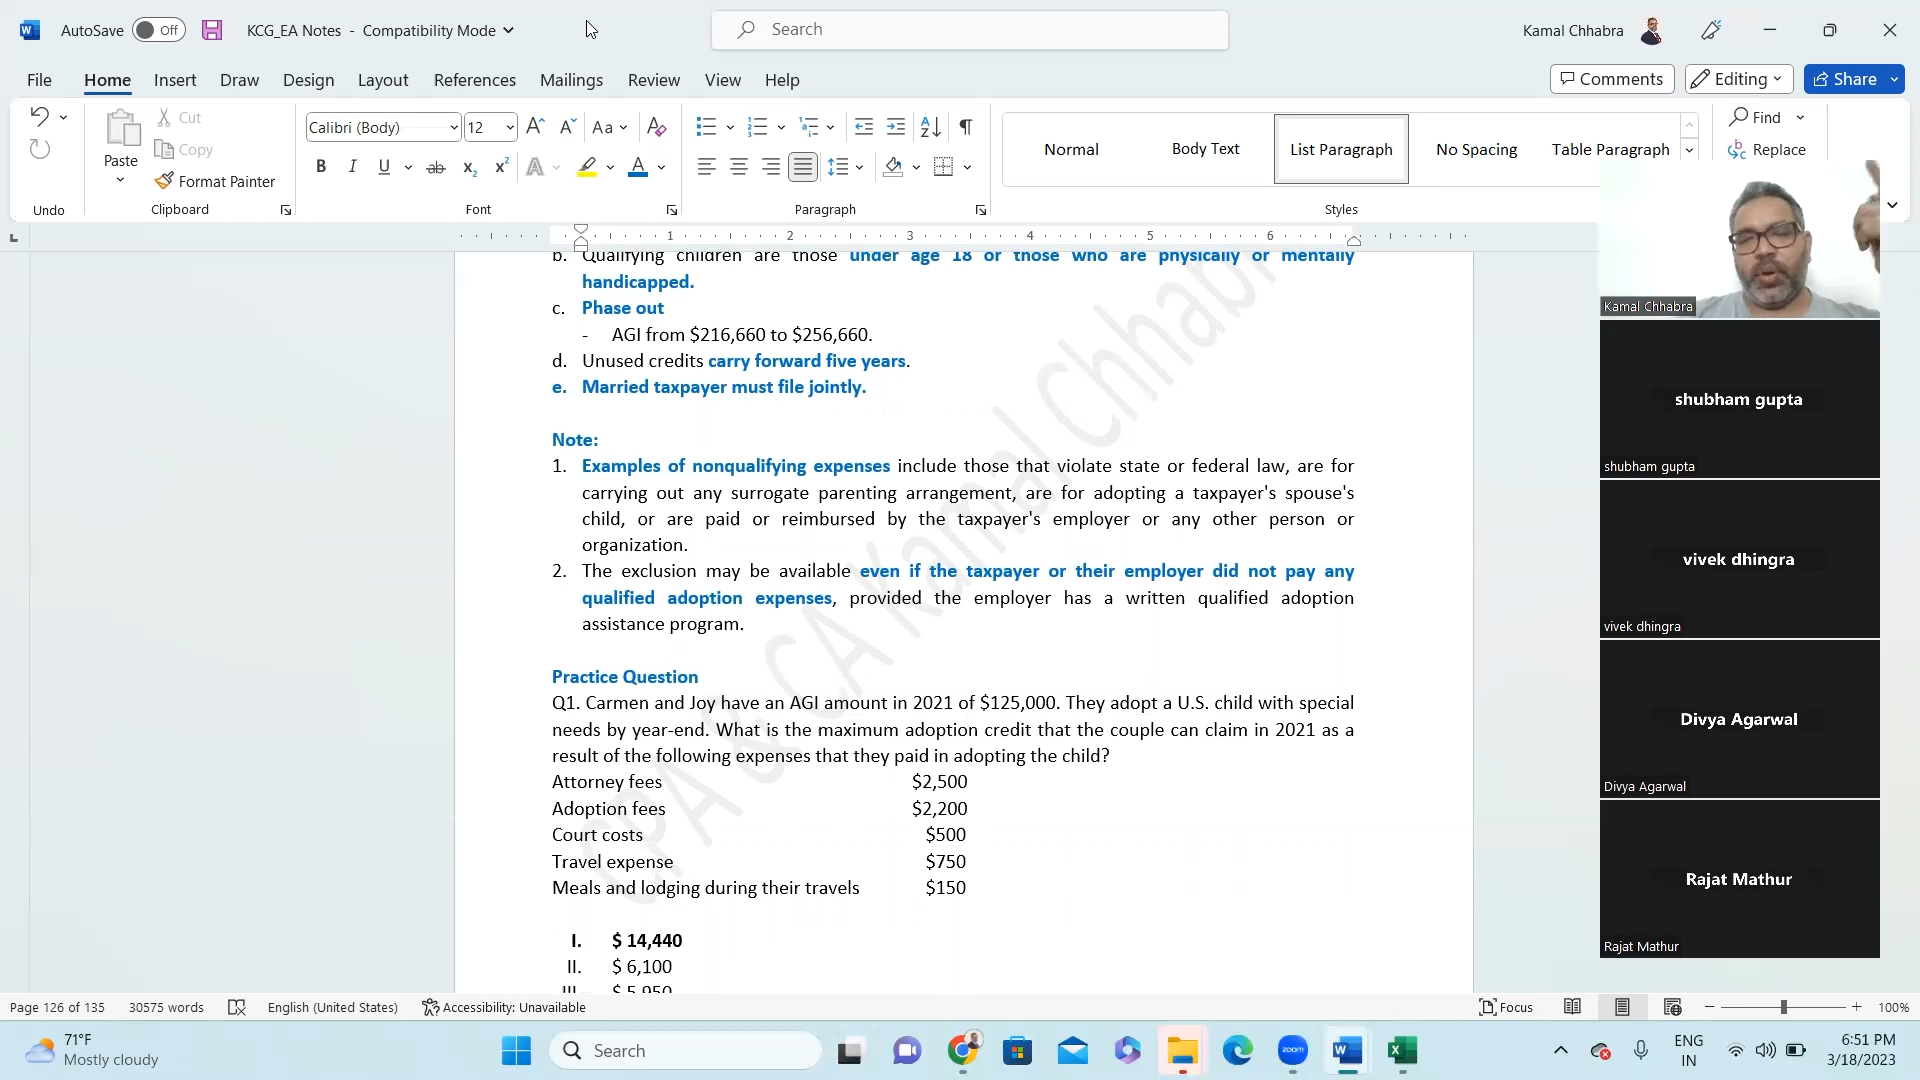 AutoSave Off KCG_EA Notes - Compatibility Mode Search Kamal Chhabra
File Home Insert Draw Design Layout References Mailings Review View Help Comments Editing Share
Paste Cut Copy Format Painter
Calibri (Body) 12
Normal Body Text List Paragraph No Spacing Table Paragraph
Find
Replace
Undo Clipboard Font Paragraph Styles
1 2 3 4 5 6
b. Qualifying children are those under age 18 or those who are physically or mentally
handicapped.
c. Phase out
- AGI from $216,660 to $256,660.
d. Unused credits carry forward five years.
e. Married taxpayer must file jointly.
Note:
1. Examples of nonqualifying expenses include those that violate state or federal law, are for
carrying out any surrogate parenting arrangement, are for adopting a taxpayer's spouse's
child, or are paid or reimbursed by the taxpayer's employer or any other person or
organization.
2. The exclusion may be available even if the taxpayer or their employer did not pay any
qualified adoption expenses, provided the employer has a written qualified adoption
assistance program.
Practice Question
Q1. Carmen and Joy have an AGI amount in 2021 of $125,000. They adopt a U.S. child with special
needs by year-end. What is the maximum adoption credit that the couple can claim in 2021 as a
result of the following expenses that they paid in adopting the child?
Attorney fees $2,500
Adoption fees $2,200
Court costs $500
Travel expense $750
Meals and lodging during their travels $150
I. $ 14,440
II. $ 6,100
III. $ 5,950
CPA & CA Kamal Chhabr
Kamal Chhabra
shubham gupta
shubham gupta
vivek dhingra
vivek dhingra
Divya Agarwal
Divya Agarwal
Rajat Mathur
Rajat Mathur
Page 126 of 135 30575 words English (United States) Accessibility: Unavailable Focus 100%
71°F
Mostly cloudy
Search
zoom
ENG
IN
6:51 PM
3/18/2023